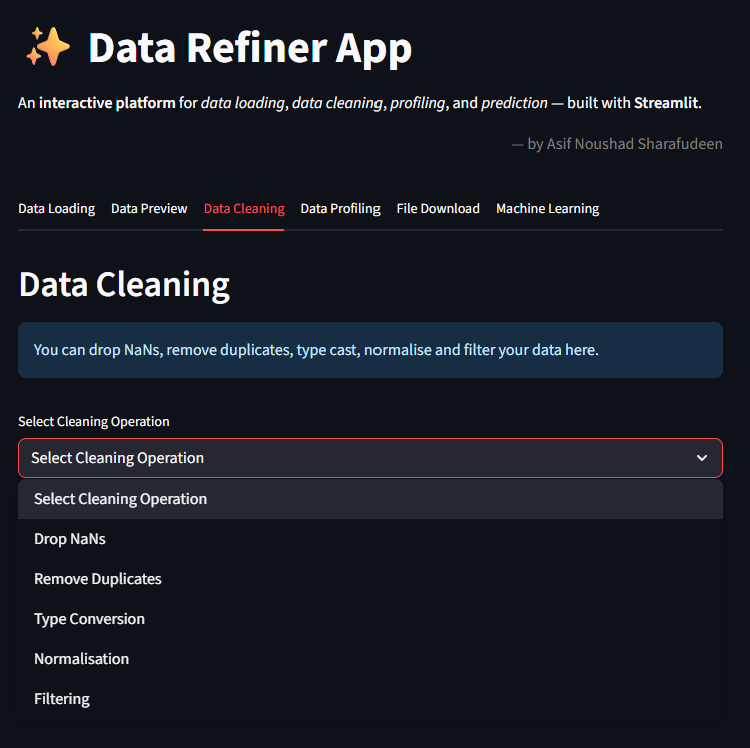 Data Refiner App
An interactive platform for data loading, data cleaning, profiling, and prediction — built with Streamlit.
— by Asif Noushad Sharafudeen
Data Loading Data Preview Data Cleaning Data Profiling File Download Machine Learning
Data Cleaning
You can drop NaNs, remove duplicates, type cast, normalise and filter your data here.
Select Cleaning Operation
Select Cleaning Operation
Select Cleaning Operation
Drop NaNs
Remove Duplicates
Type Conversion
Normalisation
Filtering